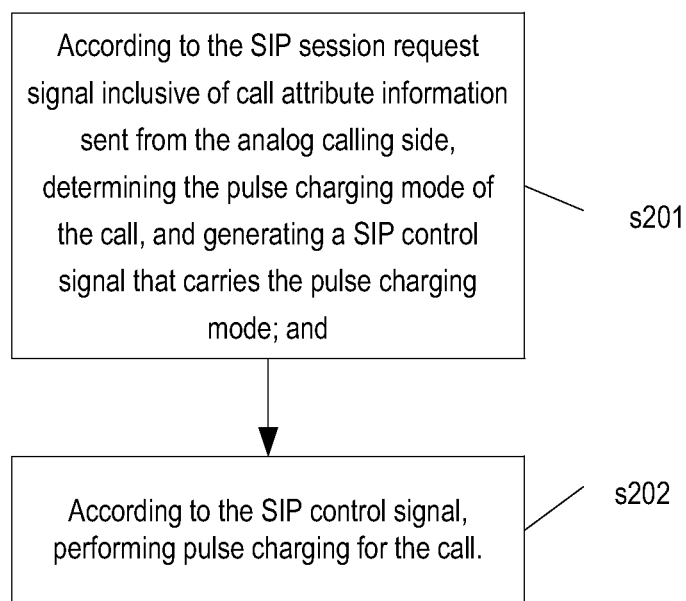 According to the SIP session request
signal inclusive of call attribute information
sent from the analog calling side,
determining the pulse charging mode of
the call, and generating a SIP control
signal that carries the pulse charging
mode; and
s201
According to the SIP control signal,
performing pulse charging for the call.
s202